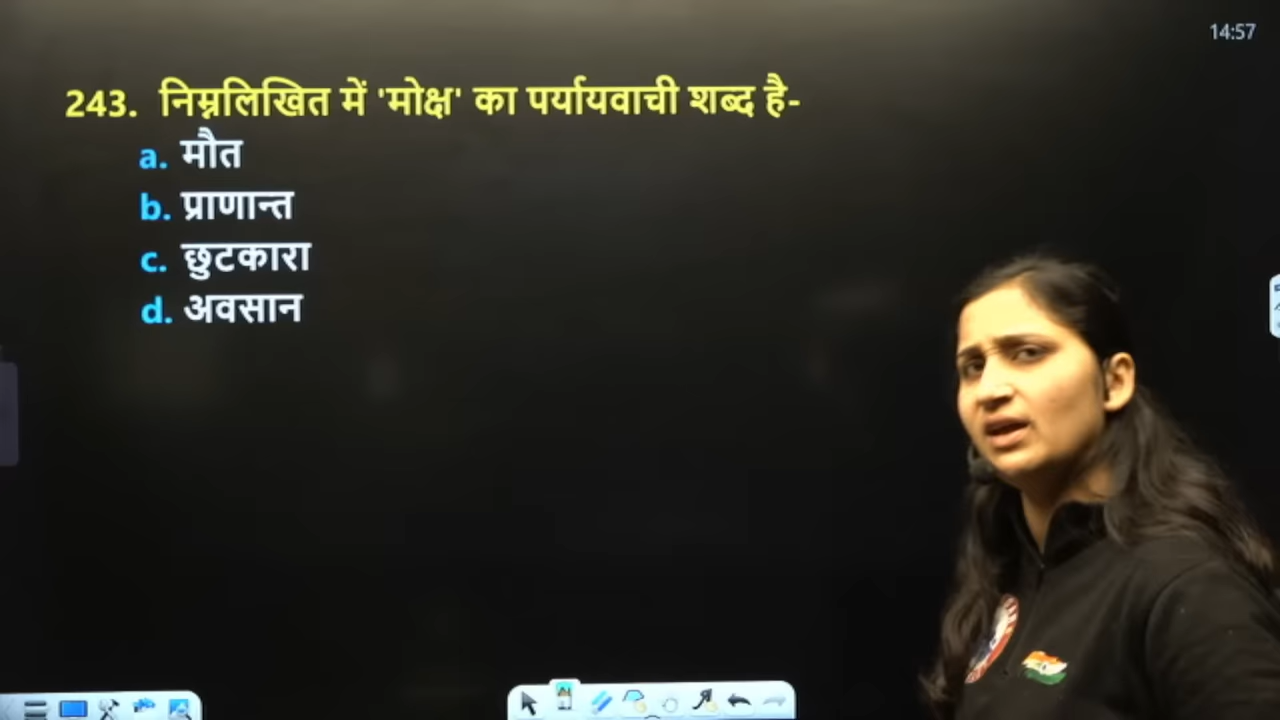 14:57
243. निम्नलिखित में 'मोक्ष' का पर्यायवाची शब्द है-
a. मौत
b. प्राणान्त
c. छुटकारा
d. अवसान